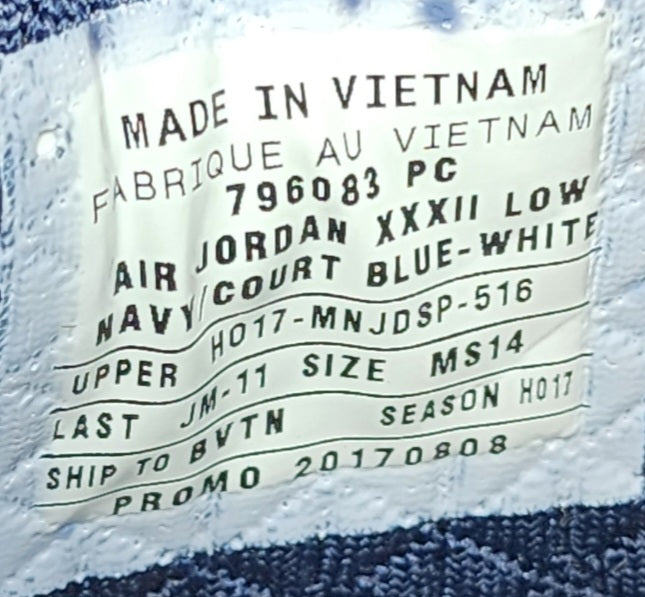 MADE IN VIETNAM
FABRIQUE AU VIETNAM
796083 PC
AIR JORDAN XXXII LOW
NAVY/COURT BLUE-WHITE
UPPER HO17-MNJDSP-516
LAST JM-11 SIZE MS14
SHIP TO BVTN SEASON HO17
PROMO 20170808